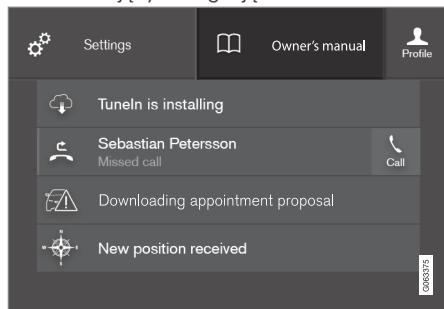 Settings
Owner's manual
Profile
TuneIn is installing
Sebastian Petersson
Missed call
Call
Downloading appointment proposal
New position received
G063375